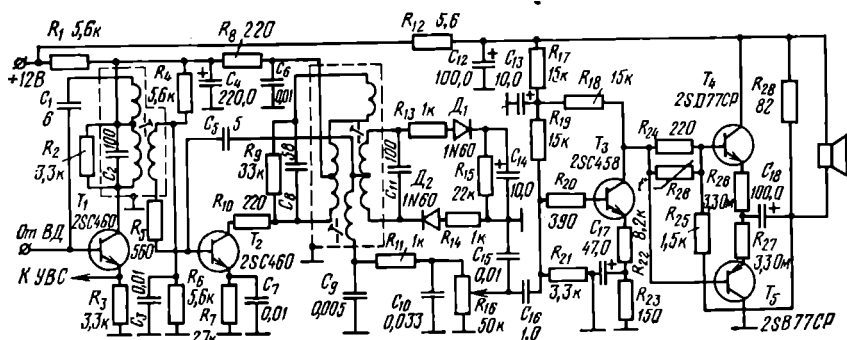 R₁ 5,6к
R₈ 220
R₁₂ 5,6
+12В
C₁
6
R₂
3,3к
C₂
100
R₄
5,6к
C₄
220,0
C₆
0,01
C₅ 5
R₉
33к
C₈
R₁₃ 1к
Д₁
1N60
C₁₁
100
Д₂
1N60
R₁₅
22к
C₁₄
10,0
R₁₄
1к
C₁₂
100,0
C₁₃
10,0
R₁₇
15к
R₁₈ 15к
R₁₉
15к
T₃
2SC458
R₂₀
390
C₁₇
47,0
8,2к
R₂₂
R₂₁
3,3к
R₂₃
150
T₄
2SD77CP
R₂₄
220
t°
R₂₈
82
R₂₆
330м
C₁₈
100,0
R₂₅
1,5к
R₂₇
3,30м
T₅
2SB77CP
T₁
2SC460
От ВД
К УВС
R₃
3,3к
C₃
0,01
R₅
560
R₆
5,6к
R₇
27к
R₁₀
220
T₂
2SC460
C₇
0,01
C₉
0,005
R₁₁ 1к
C₁₀
0,033
R₁₆
50к
C₁₅
0,01
C₁₆
1,0